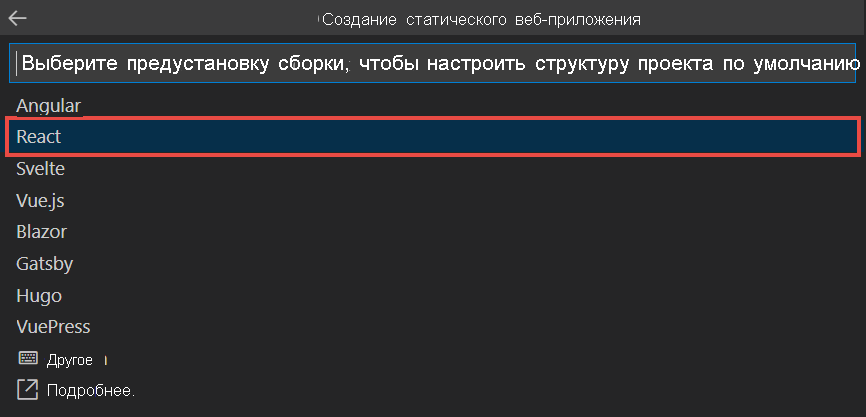 Создание статического веб-приложения
Выберите предустановку сборки, чтобы настроить структуру проекта по умолчанию
Angular
React
Svelte
Vue.js
Blazor
Gatsby
Hugo
VuePress
Другое
Подробнее.